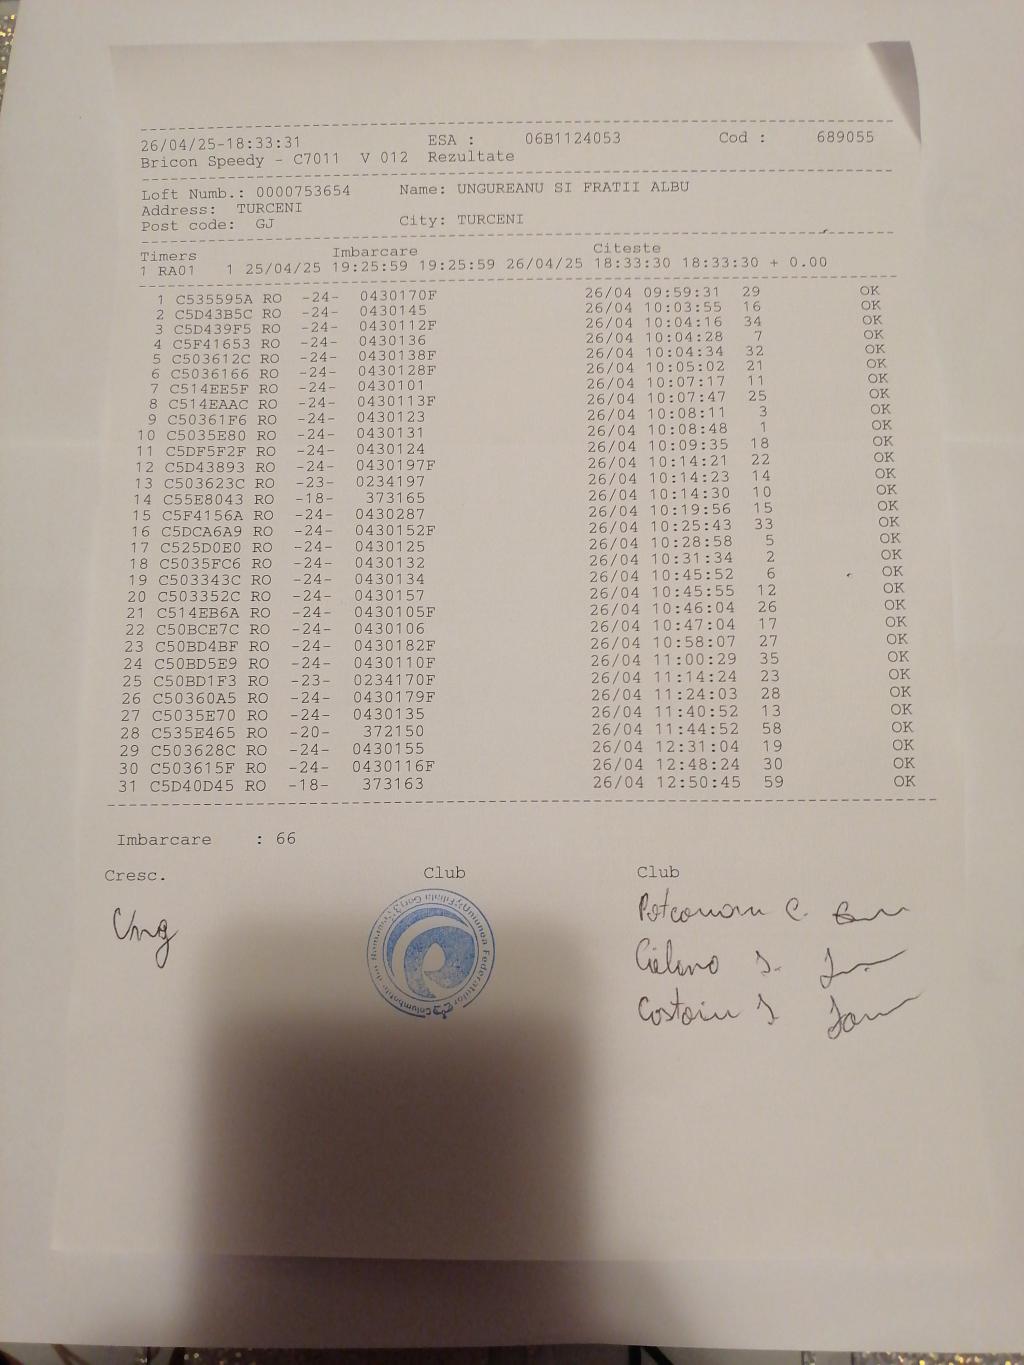 26/04/25-18:33:31 ESA : 06B1124053 Cod : 689055
Bricon Speedy - C7011 V 012 Rezultate
Loft Numb.: 0000753654 Name: UNGUREANU SI FRATII ALBU
Address: TURCENI
Post code: GJ City: TURCENI
Timers Imbarcare Citeste
1 RA01 1 25/04/25 19:25:59 19:25:59 26/04/25 18:33:30 18:33:30 + 0.00
1 C535595A RO -24- 0430170F 26/04 09:59:31 29 OK
2 C5D43B5C RO -24- 0430145 26/04 10:03:55 16 OK
3 C5D439F5 RO -24- 0430112F 26/04 10:04:16 34 OK
4 C5F41653 RO -24- 0430136 26/04 10:04:28 7 OK
5 C503612C RO -24- 0430138F 26/04 10:04:34 32 OK
6 C5036166 RO -24- 0430128F 26/04 10:05:02 21 OK
7 C514EE5F RO -24- 0430101 26/04 10:07:17 11 OK
8 C514EAAC RO -24- 0430113F 26/04 10:07:47 25 OK
9 C50361F6 RO -24- 0430123 26/04 10:08:11 3 OK
10 C5035E80 RO -24- 0430131 26/04 10:08:48 1 OK
11 C5DF5F2F RO -24- 0430124 26/04 10:09:35 18 OK
12 C5D43893 RO -24- 0430197F 26/04 10:14:21 22 OK
13 C503623C RO -23- 0234197 26/04 10:14:23 14 OK
14 C55E8043 RO -18- 373165 26/04 10:14:30 10 OK
15 C5F4156A RO -24- 0430287 26/04 10:19:56 15 OK
16 C5DCA6A9 RO -24- 0430152F 26/04 10:25:43 33 OK
17 C525D0E0 RO -24- 0430125 26/04 10:28:58 5 OK
18 C5035FC6 RO -24- 0430132 26/04 10:31:34 2 OK
19 C503343C RO -24- 0430134 26/04 10:45:52 6 OK
20 C503352C RO -24- 0430157 26/04 10:45:55 12 OK
21 C514EB6A RO -24- 0430105F 26/04 10:46:04 26 OK
22 C50BCE7C RO -24- 0430106 26/04 10:47:04 17 OK
23 C50BD4BF RO -24- 0430182F 26/04 10:58:07 27 OK
24 C50BD5E9 RO -24- 0430110F 26/04 11:00:29 35 OK
25 C50BD1F3 RO -23- 0234170F 26/04 11:14:24 23 OK
26 C50360A5 RO -24- 0430179F 26/04 11:24:03 28 OK
27 C5035E70 RO -24- 0430135 26/04 11:40:52 13 OK
28 C535E465 RO -20- 372150 26/04 11:44:52 58 OK
29 C503628C RO -24- 0430155 26/04 12:31:04 19 OK
30 C503615F RO -24- 0430116F 26/04 12:48:24 30 OK
31 C5D40D45 RO -18- 373163 26/04 12:50:45 59 OK
Imbarcare : 66
Cresc. Club Club
Ung